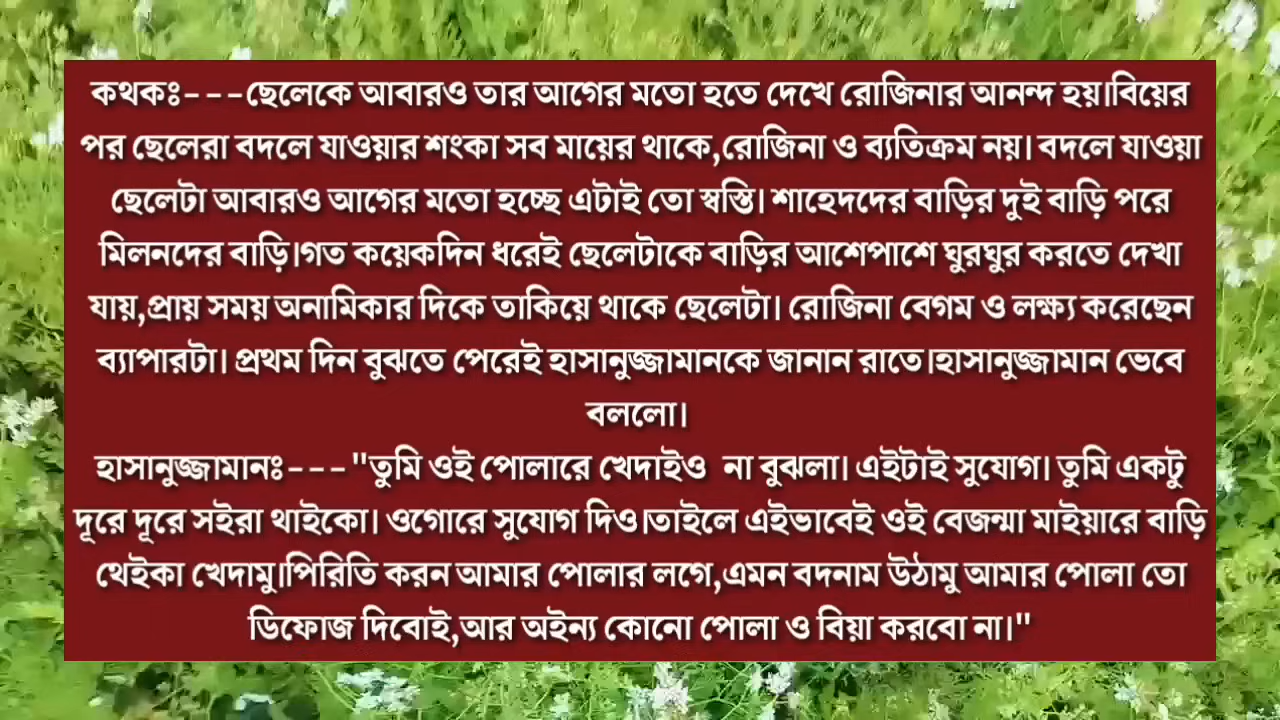 কথকঃ---ছেলেকে আবারও তার আগের মতো হতে দেখে রোজিনার আনন্দ হয়।বিয়ের
পর ছেলেরা বদলে যাওয়ার শংকা সব মায়ের থাকে,রোজিনা ও ব্যতিক্রম নয়। বদলে যাওয়া
ছেলেটা আবারও আগের মতো হচ্ছে এটাই তো স্বস্তি। শাহেদদের বাড়ির দুই বাড়ি পরে
মিলনদের বাড়ি।গত কয়েকদিন ধরেই ছেলেটাকে বাড়ির আশেপাশে ঘুরঘুর করতে দেখা
যায়,প্রায় সময় অনামিকার দিকে তাকিয়ে থাকে ছেলেটা। রোজিনা বেগম ও লক্ষ্য করেছেন
ব্যাপারটা। প্রথম দিন বুঝতে পেরেই হাসানুজ্জামানকে জানান রাতে।হাসানুজ্জামান ভেবে
বললো।
হাসানুজ্জামানঃ---"তুমি ওই পোলারে খেদাইও না বুঝলা। এইটাই সুযোগ। তুমি একটু
দূরে দূরে সইরা থাইকো। ওগোরে সুযোগ দিও।তাইলে এইভাবেই ওই বেজন্মা মাইয়ারে বাড়ি
থেইকা খেদামু।পিরিতি করন আমার পোলার লগে,এমন বদনাম উঠামু আমার পোলা তো
ডিফোজ দিবোই,আর অইন্য কোনো পোলা ও বিয়া করবো না।"